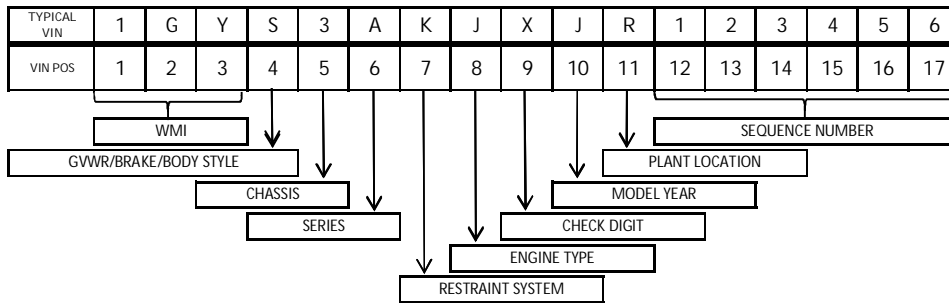 TYPICAL VIN 1 G Y S 3 A K J X J R 1 2 3 4 5 6
VIN POS 1 2 3 4 5 6 7 8 9 10 11 12 13 14 15 16 17
WMI SEQUENCE NUMBER
GVWR/BRAKE/BODY STYLE PLANT LOCATION
CHASSIS MODEL YEAR
SERIES CHECK DIGIT
ENGINE TYPE
RESTRAINT SYSTEM